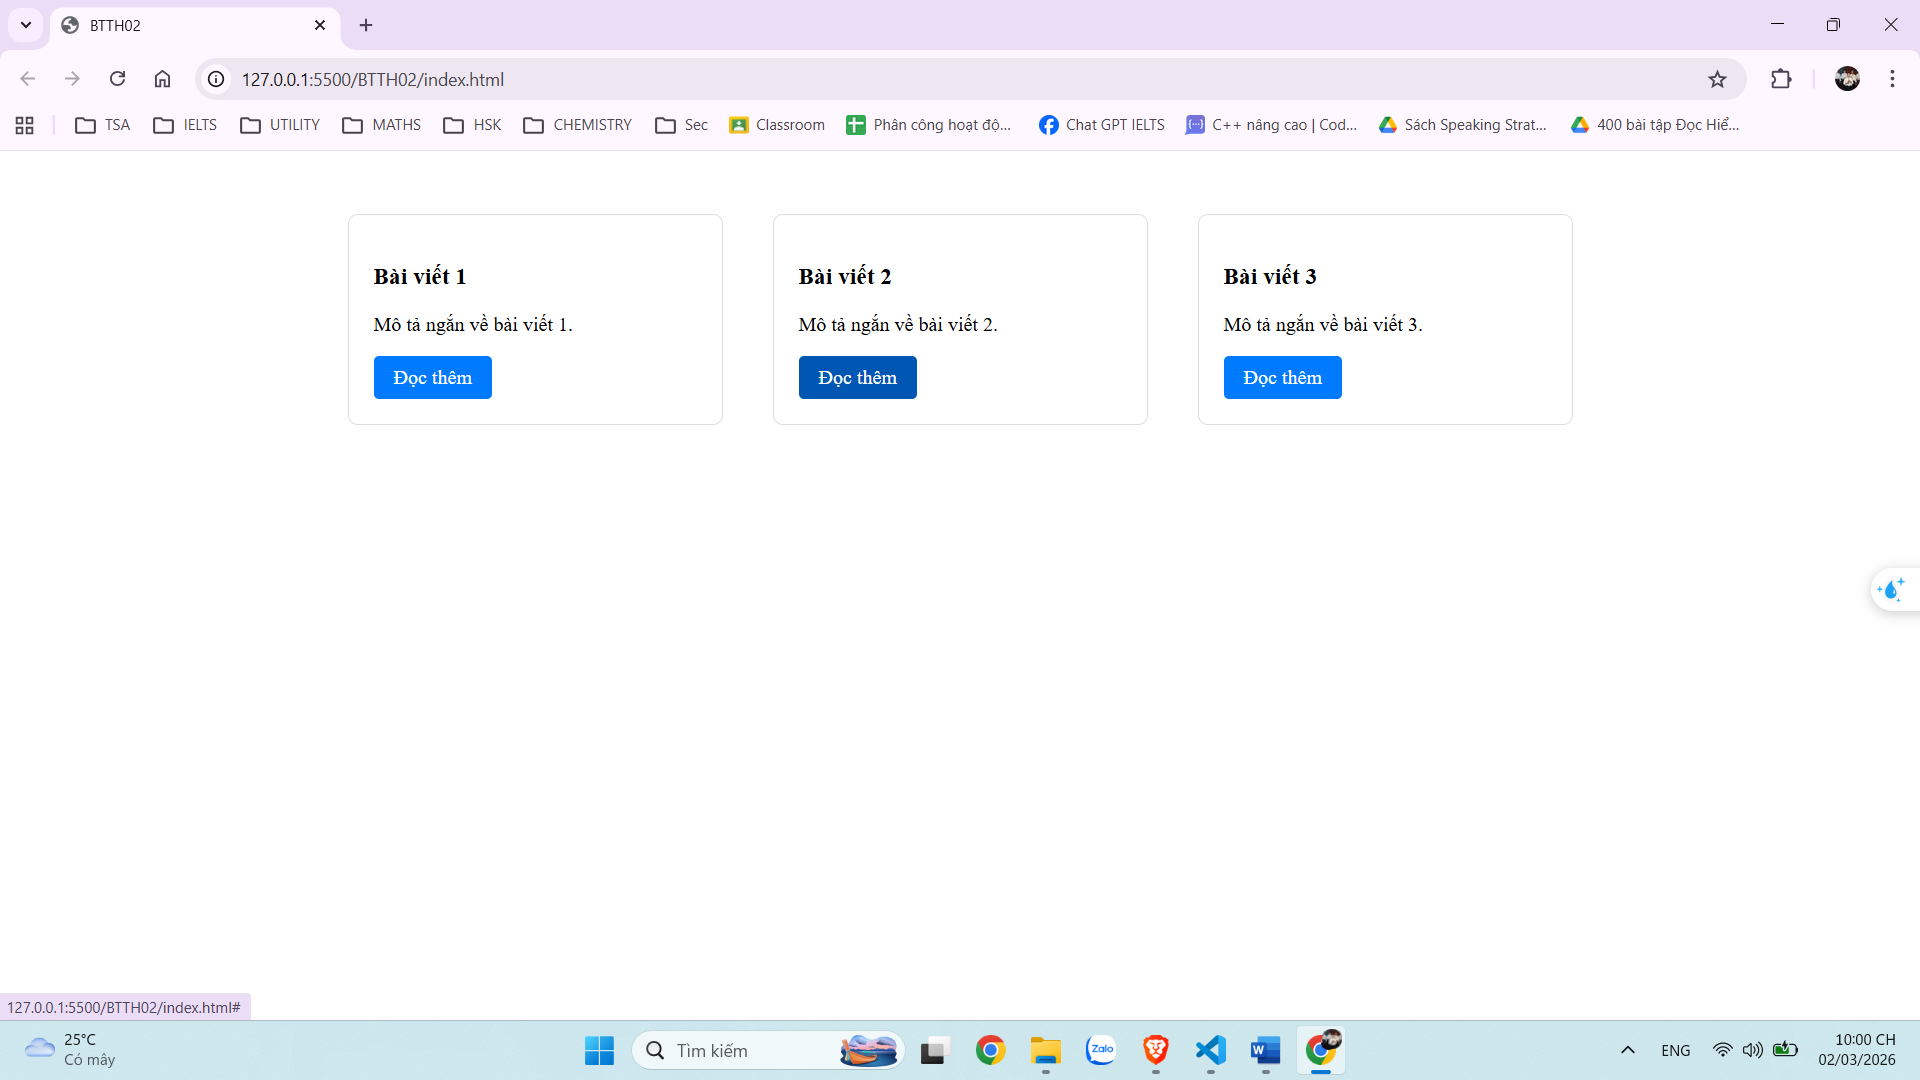 BTTH02
127.0.0.1:5500/BTTH02/index.html
TSA IELTS UTILITY MATHS HSK CHEMISTRY Sec Classroom Phân công hoạt độ... Chat GPT IELTS C++ nâng cao | Cod... Sách Speaking Strat... 400 bài tập Đọc Hiể...
Bài viết 1
Mô tả ngắn về bài viết 1.
Đọc thêm
Bài viết 2
Mô tả ngắn về bài viết 2.
Đọc thêm
Bài viết 3
Mô tả ngắn về bài viết 3.
Đọc thêm
127.0.0.1:5500/BTTH02/index.html#
25°C
Có mây
Tìm kiếm
Zalo
W
ENG
10:00 CH
02/03/2026